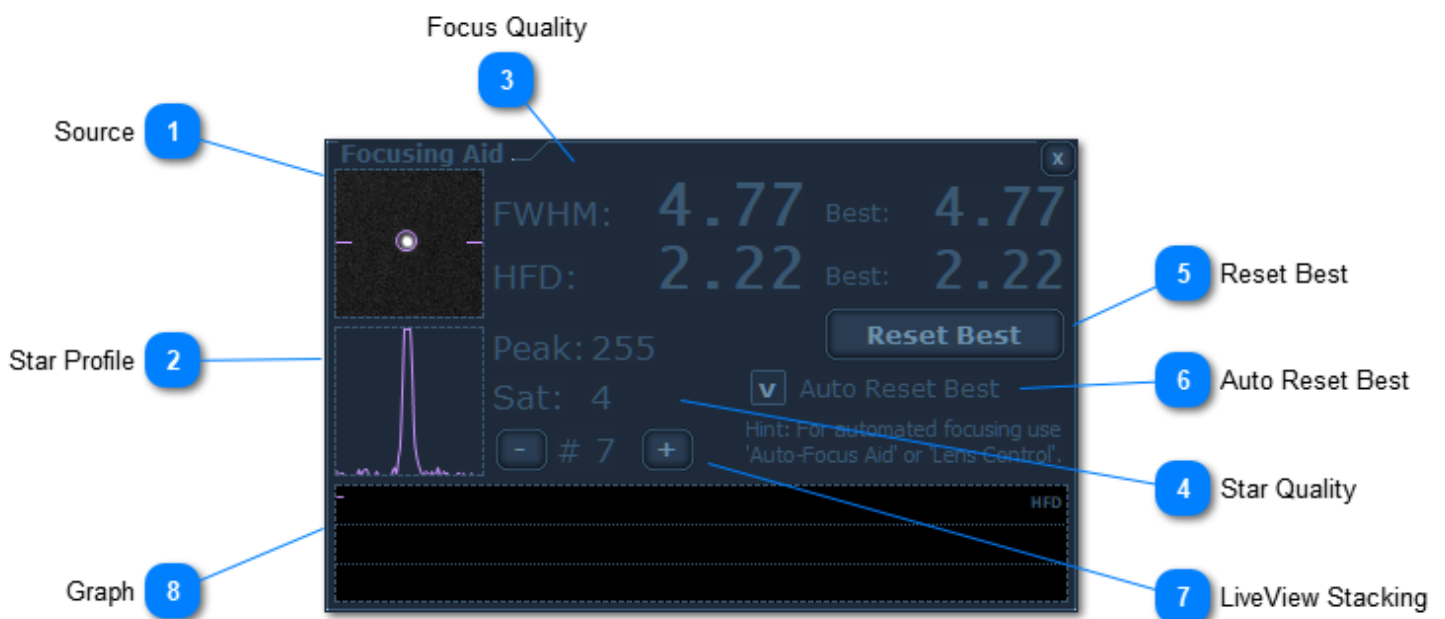 Focus Quality
3
Source 1
Focusing Aid
x
FWHM: 4.77 Best: 4.77
HFD: 2.22 Best: 2.22
5 Reset Best
Reset Best
Star Profile 2
Peak: 255
v Auto Reset Best
6 Auto Reset Best
Sat: 4
Hint: For automated focusing use
'Auto-Focus Aid' or 'Lens Control'.
- # 7 +
4 Star Quality
HFD
Graph 8
7 LiveView Stacking